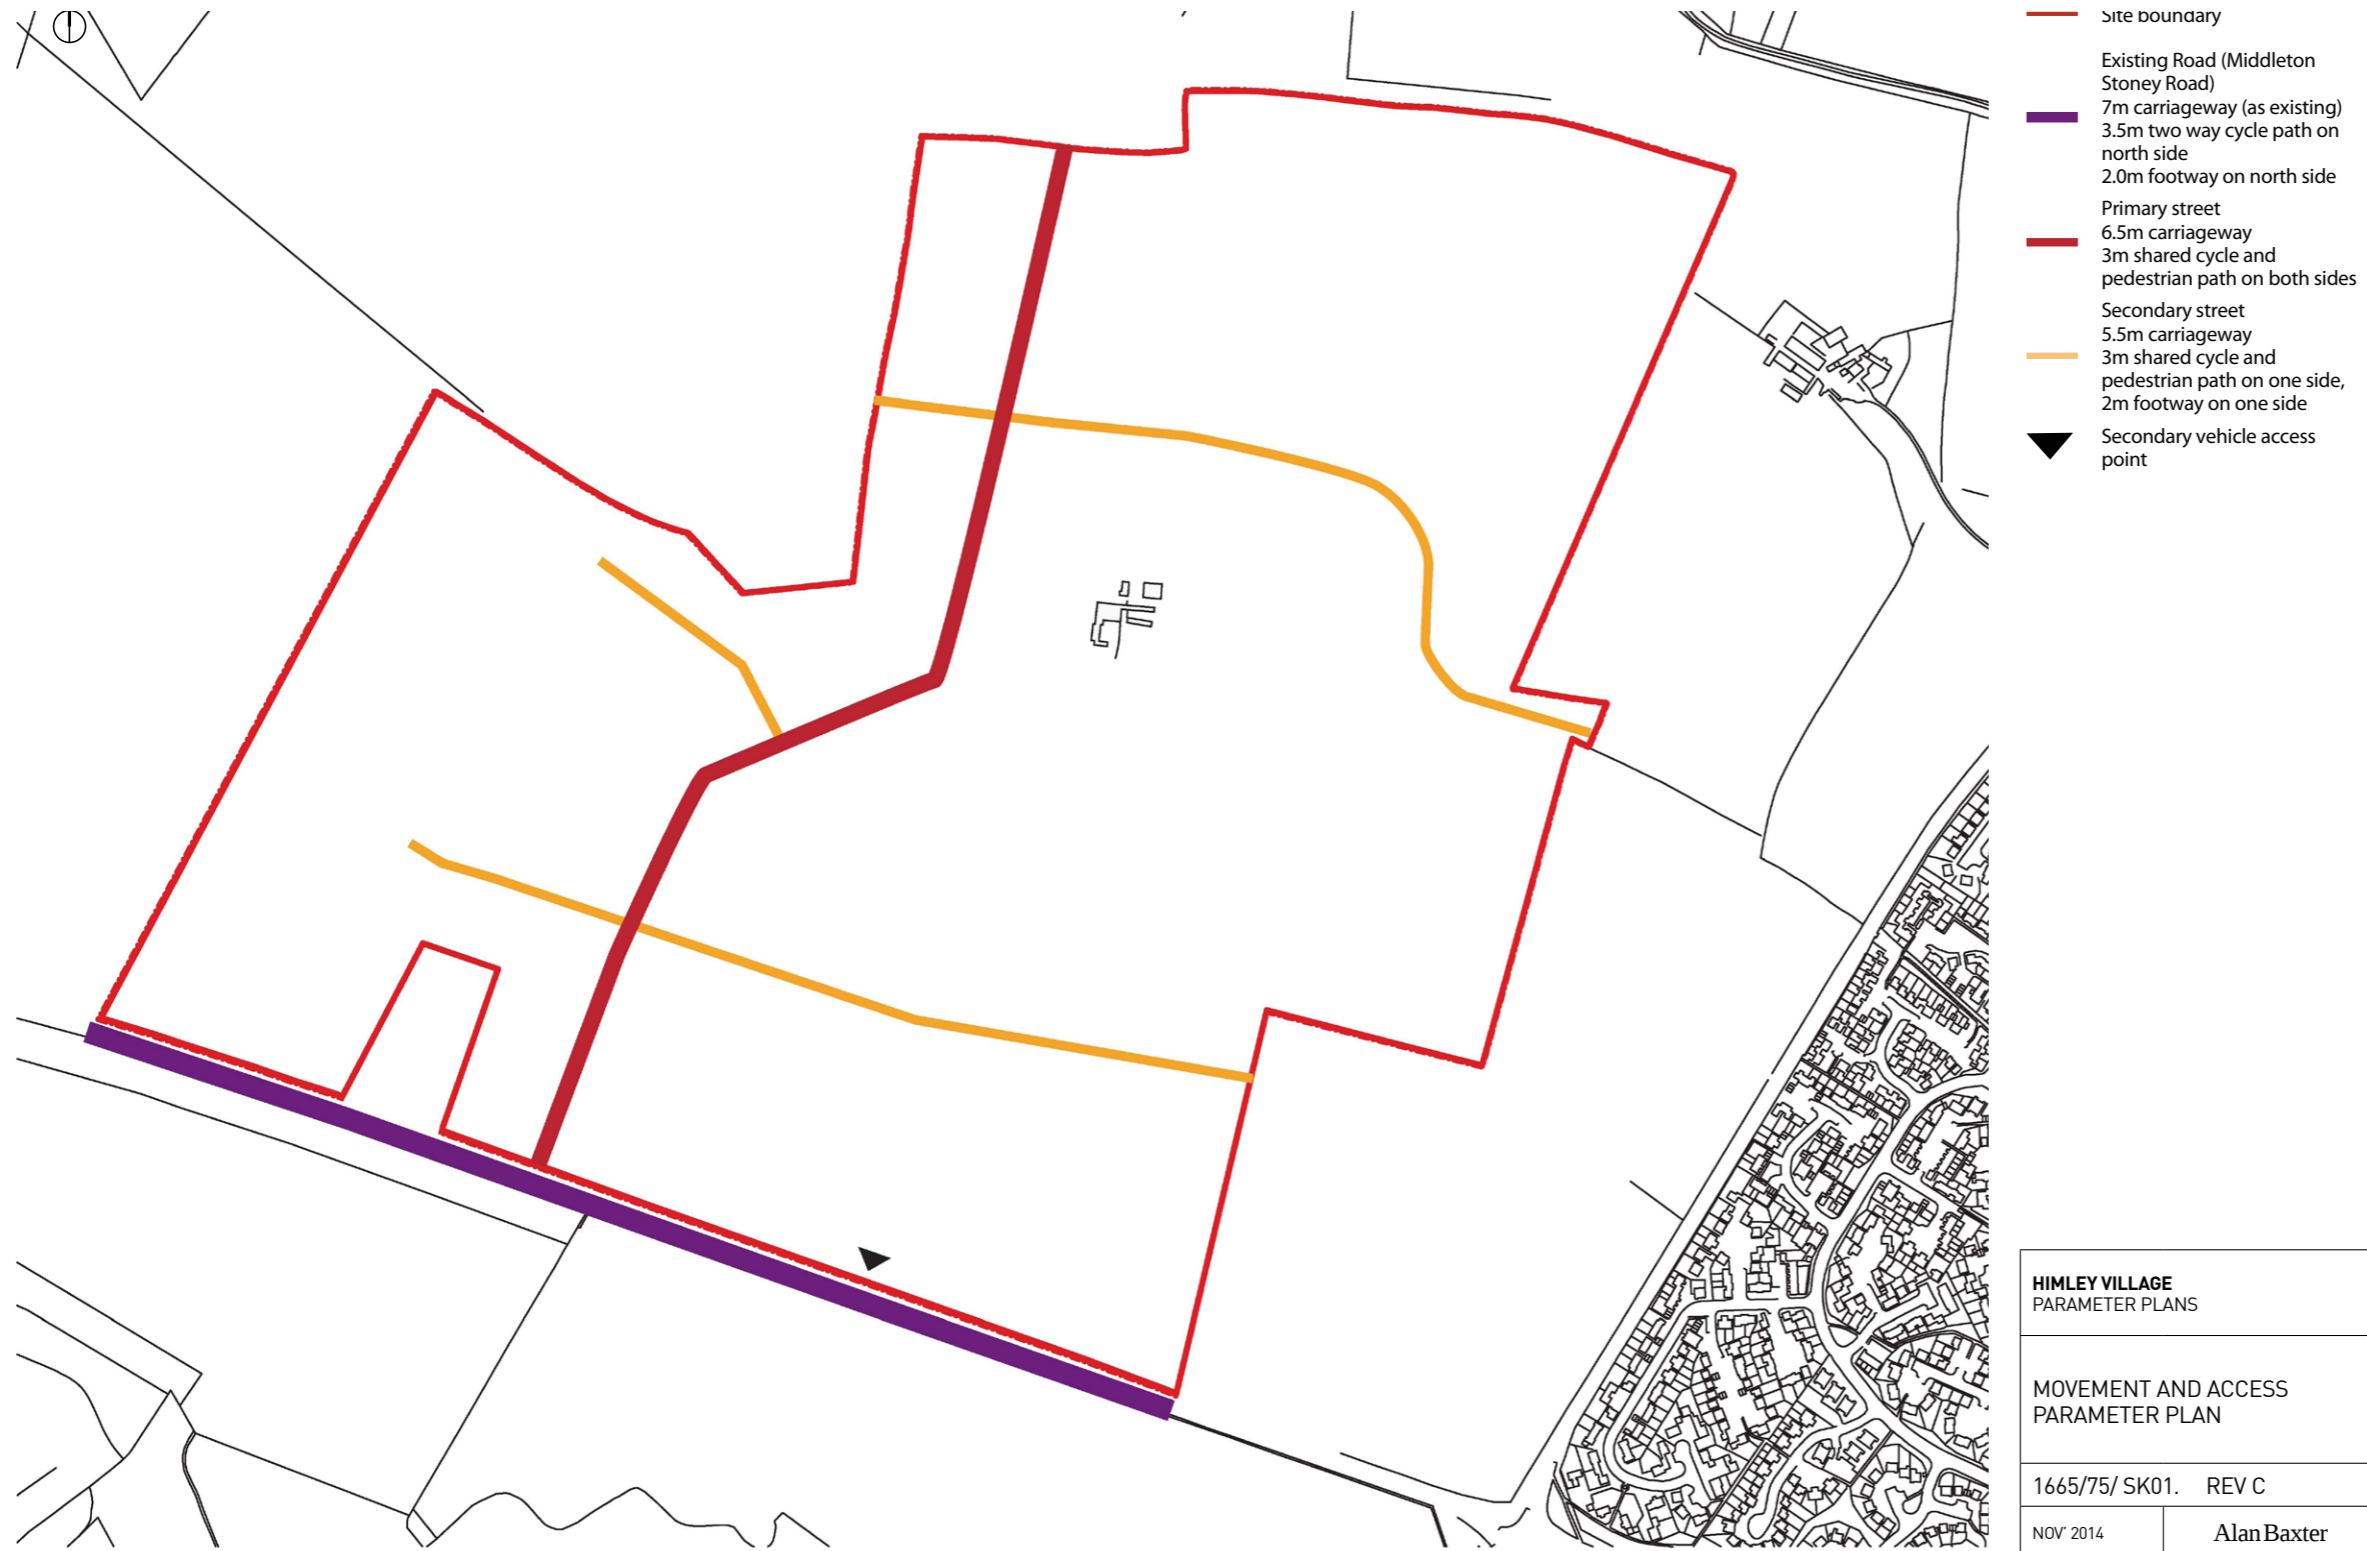 Site boundary
Existing Road (Middleton
Stoney Road)
7m carriageway (as existing)
3.5m two way cycle path on
north side
2.0m footway on north side
Primary street
6.5m carriageway
3m shared cycle and
pedestrian path on both sides
Secondary street
5.5m carriageway
3m shared cycle and
pedestrian path on one side,
2m footway on one side
Secondary vehicle access
point
HIMLEY VILLAGE
PARAMETER PLANS
MOVEMENT AND ACCESS
PARAMETER PLAN
1665/75/ SK01. REV C
NOV' 2014
Alan Baxter